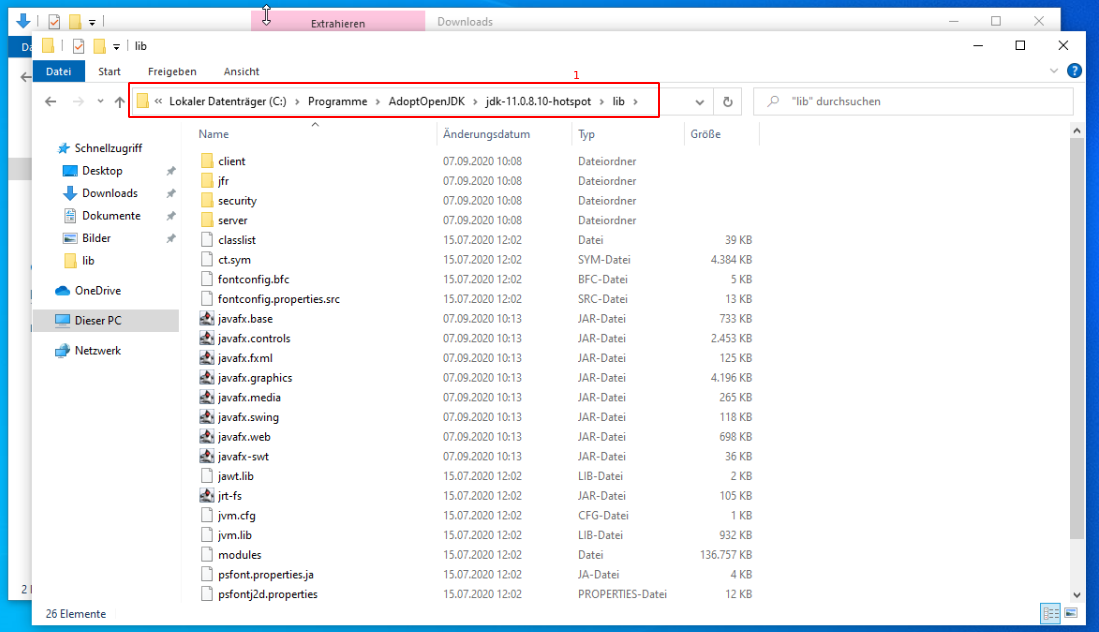 Extrahieren Downloads
Da
lib
Datei Start Freigeben Ansicht
1
« Lokaler Datenträger (C:) › Programme › AdoptOpenJDK › jdk-11.0.8.10-hotspot › lib ›
"lib" durchsuchen
Name Änderungsdatum Typ Größe
Schnellzugriff
Desktop
Downloads
Dokumente
Bilder
lib
OneDrive
Dieser PC
Netzwerk
client 07.09.2020 10:08 Dateiordner
jfr 07.09.2020 10:08 Dateiordner
security 07.09.2020 10:08 Dateiordner
server 07.09.2020 10:08 Dateiordner
classlist 15.07.2020 12:02 Datei 39 KB
ct.sym 15.07.2020 12:02 SYM-Datei 4.384 KB
fontconfig.bfc 15.07.2020 12:02 BFC-Datei 5 KB
fontconfig.properties.src 15.07.2020 12:02 SRC-Datei 13 KB
javafx.base 07.09.2020 10:13 JAR-Datei 733 KB
javafx.controls 07.09.2020 10:13 JAR-Datei 2.453 KB
javafx.fxml 07.09.2020 10:13 JAR-Datei 125 KB
javafx.graphics 07.09.2020 10:13 JAR-Datei 4.196 KB
javafx.media 07.09.2020 10:13 JAR-Datei 265 KB
javafx.swing 07.09.2020 10:13 JAR-Datei 118 KB
javafx.web 07.09.2020 10:13 JAR-Datei 698 KB
javafx-swt 07.09.2020 10:13 JAR-Datei 36 KB
jawt.lib 15.07.2020 12:02 LIB-Datei 2 KB
jrt-fs 15.07.2020 12:02 JAR-Datei 105 KB
jvm.cfg 15.07.2020 12:02 CFG-Datei 1 KB
jvm.lib 15.07.2020 12:02 LIB-Datei 932 KB
modules 15.07.2020 12:02 Datei 136.757 KB
psfont.properties.ja 15.07.2020 12:02 JA-Datei 4 KB
psfontj2d.properties 15.07.2020 12:02 PROPERTIES-Datei 12 KB
2
26 Elemente